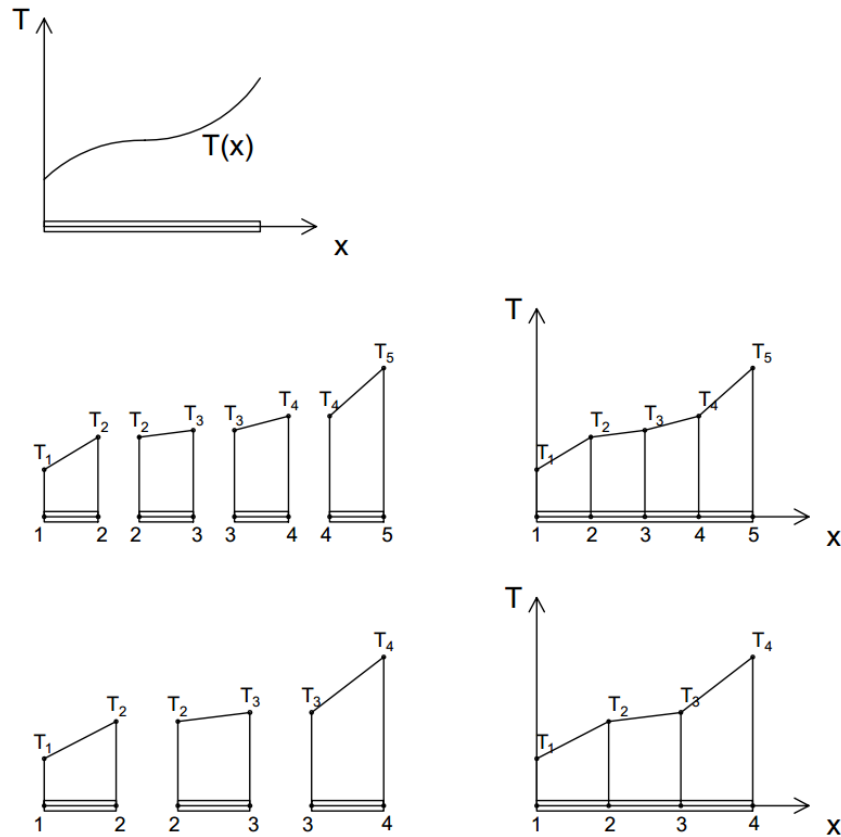 T
T(x)
x
T
T₁ T₂ T₂ T₃ T₃ T₄ T₄ T₅
1 2 2 3 3 4 4 5
T₁ T₂ T₃ T₄ T₅
1 2 3 4 5
x
T
T₁ T₂ T₂ T₃ T₃ T₄
1 2 2 3 3 4
T₁ T₂ T₃ T₄
1 2 3 4
x